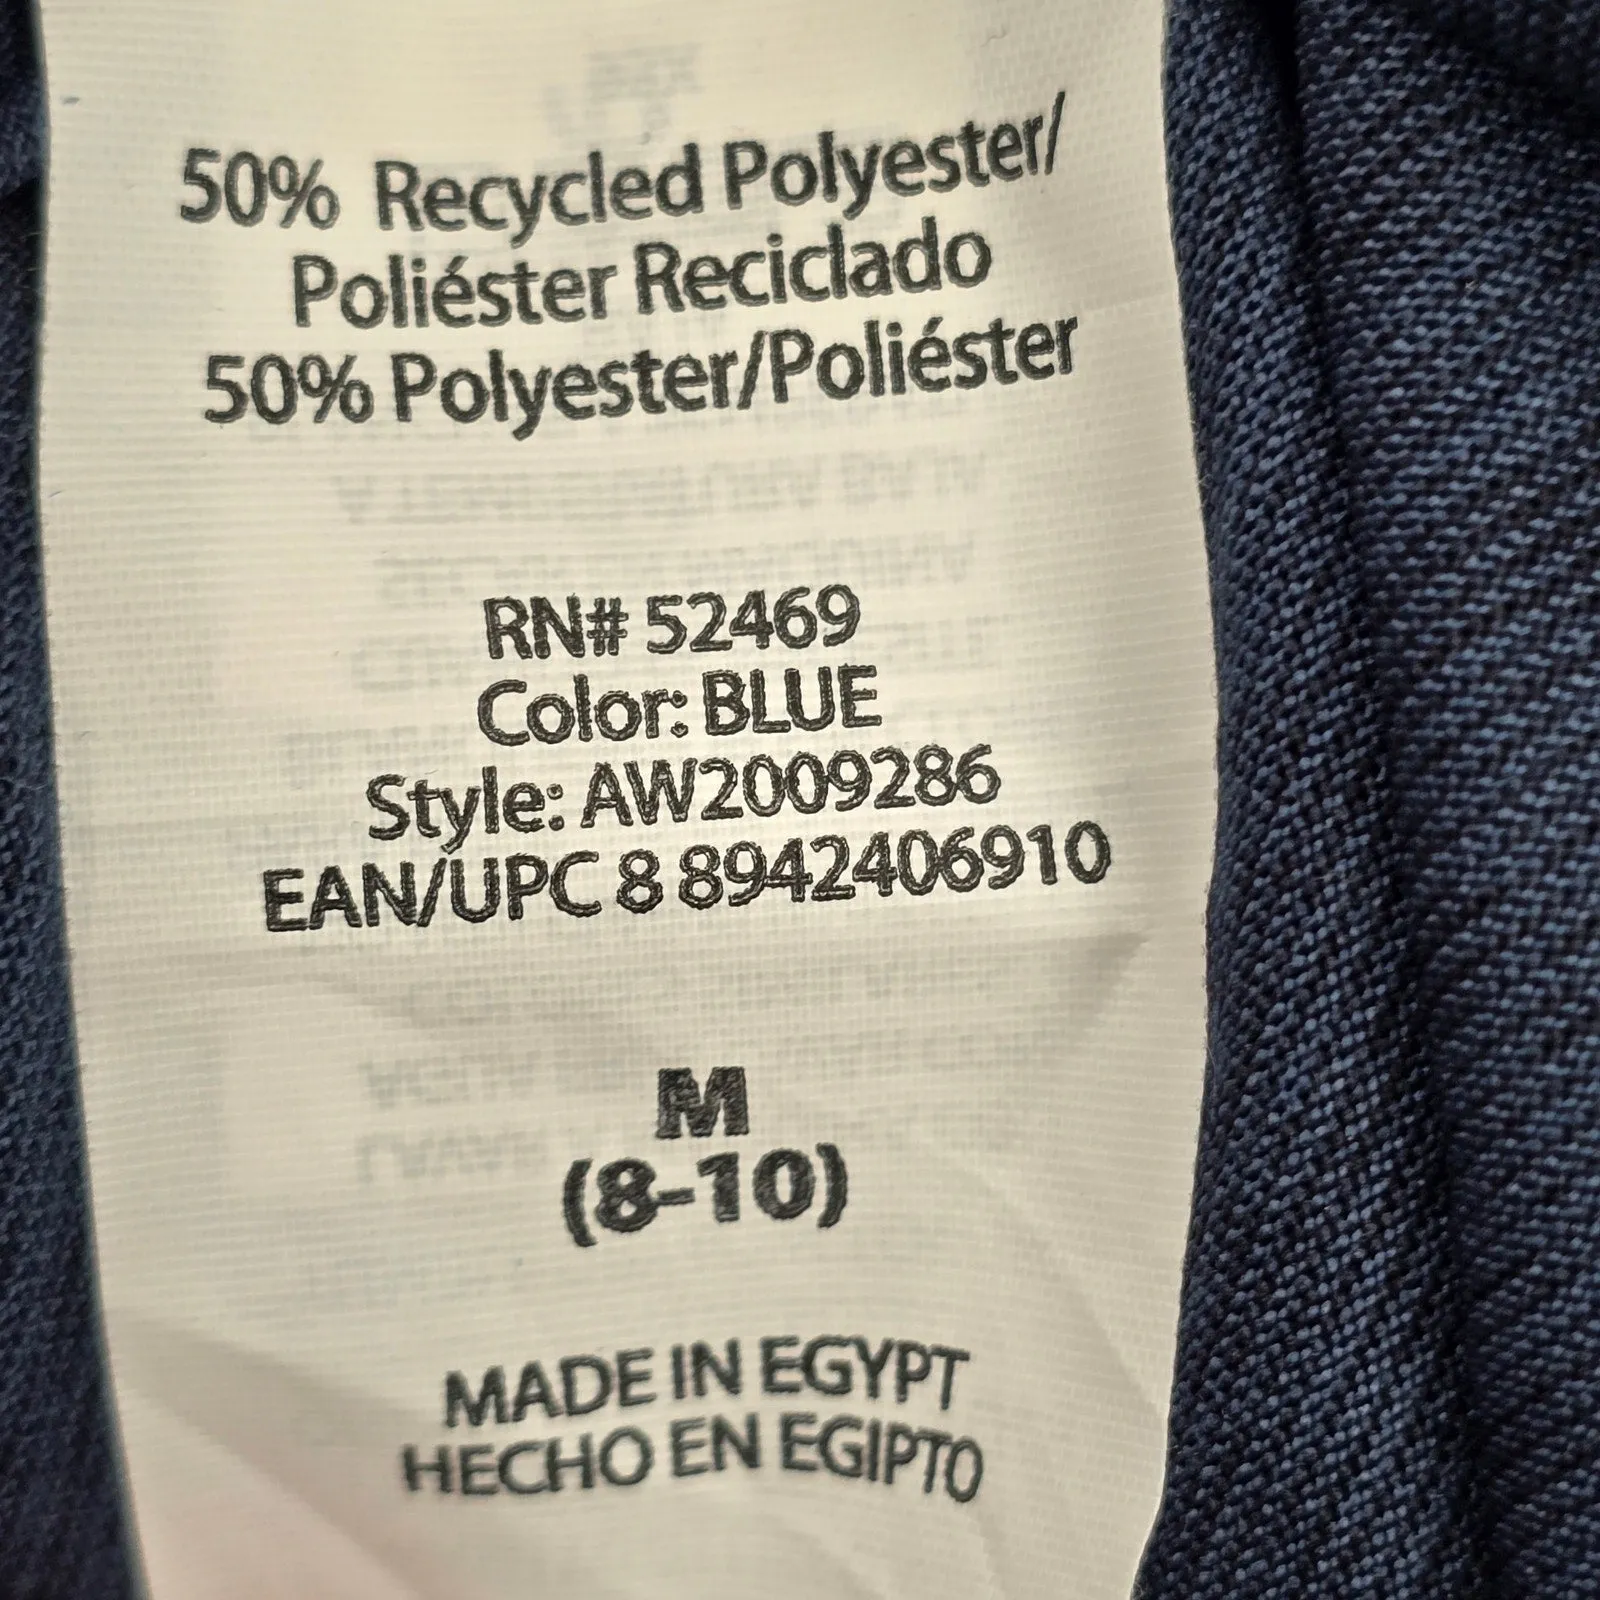 50% Recycled Polyester/
Poliéster Reciclado
50% Polyester/Poliéster
RN# 52469
Color: BLUE
Style: AW2009286
EAN/UPC 8 8942406910
M
(8-10)
MADE IN EGYPT
HECHO EN EGIPTO